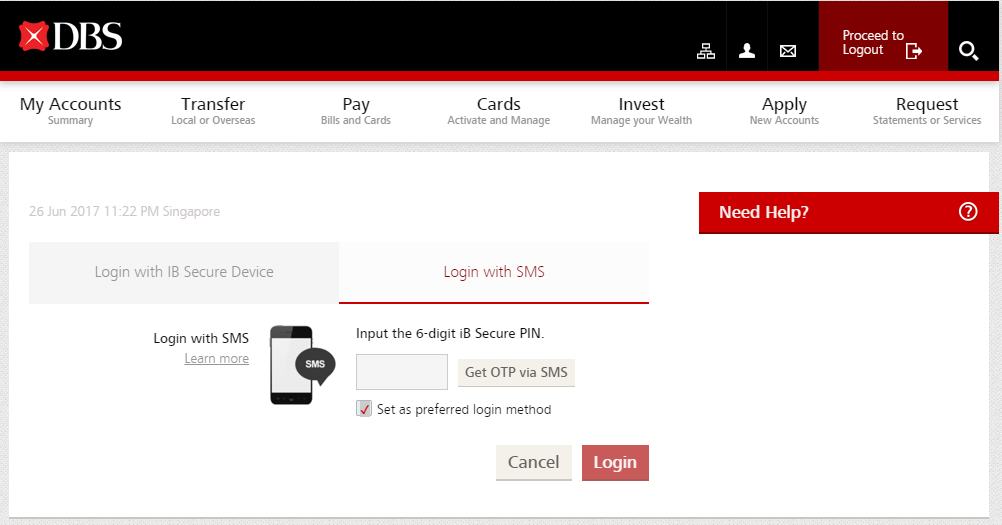 DBS
Proceed to
Logout
My Accounts
Summary
Transfer
Local or Overseas
Pay
Bills and Cards
Cards
Activate and Manage
Invest
Manage your Wealth
Apply
New Accounts
Request
Statements or Services
26 Jun 2017 11:22 PM Singapore
Need Help? ?
Login with IB Secure Device
Login with SMS
Login with SMS
Learn more
SMS
Input the 6-digit iB Secure PIN.
Get OTP via SMS
Set as preferred login method
Cancel
Login